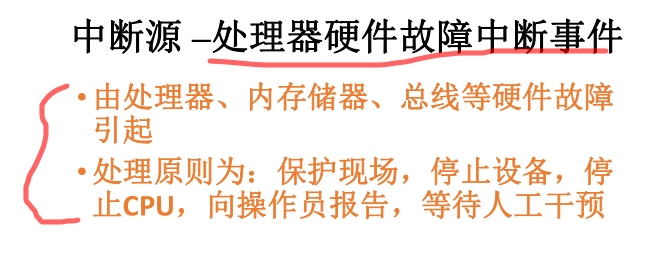 中断源 –处理器硬件故障中断事件
•由处理器、内存储器、总线等硬件故障
引起
•处理原则为：保护现场，停止设备，停
止CPU，向操作员报告，等待人工干预